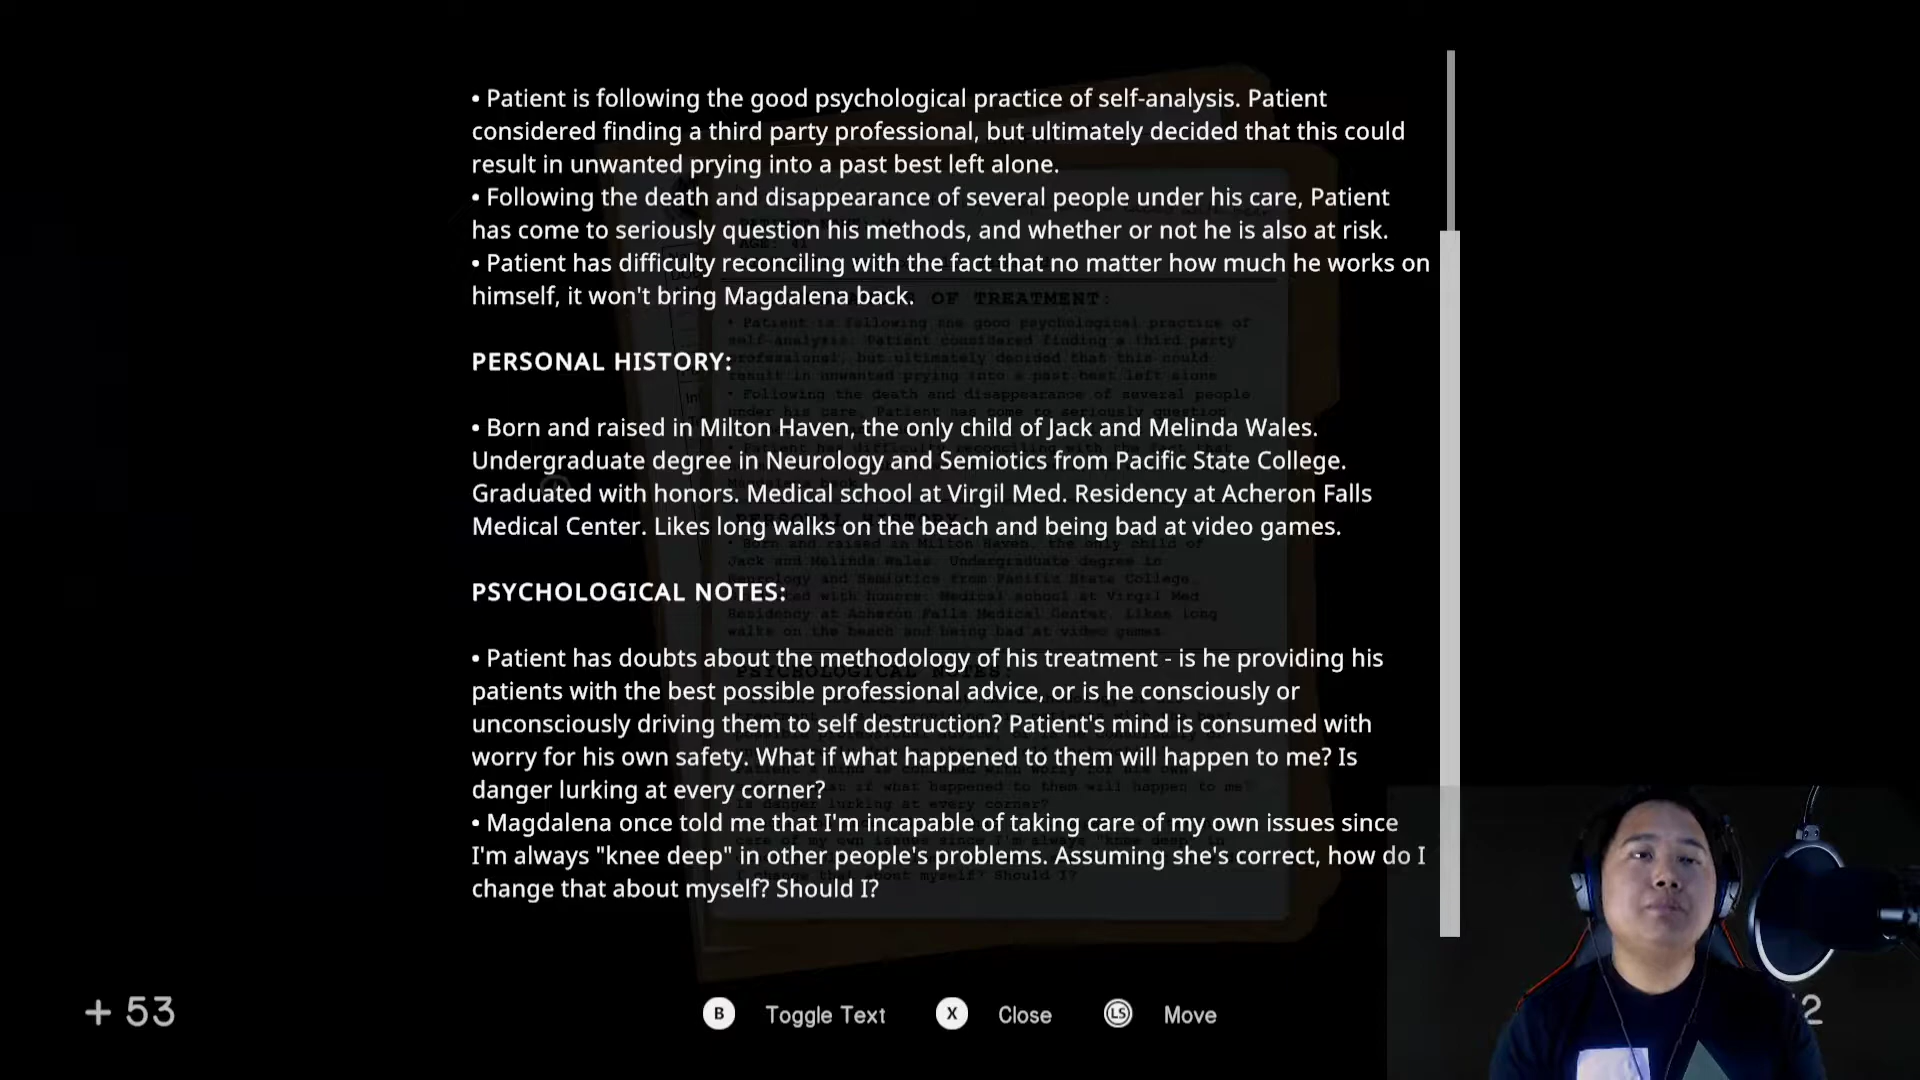 • Patient is following the good psychological practice of self-analysis. Patient
considered finding a third party professional, but ultimately decided that this could
result in unwanted prying into a past best left alone.
• Following the death and disappearance of several people under his care, Patient
has come to seriously question his methods, and whether or not he is also at risk.
• Patient has difficulty reconciling with the fact that no matter how much he works on
himself, it won't bring Magdalena back.
PERSONAL HISTORY:
• Born and raised in Milton Haven, the only child of Jack and Melinda Wales.
Undergraduate degree in Neurology and Semiotics from Pacific State College.
Graduated with honors. Medical school at Virgil Med. Residency at Acheron Falls
Medical Center. Likes long walks on the beach and being bad at video games.
PSYCHOLOGICAL NOTES:
• Patient has doubts about the methodology of his treatment - is he providing his
patients with the best possible professional advice, or is he consciously or
unconsciously driving them to self destruction? Patient's mind is consumed with
worry for his own safety. What if what happened to them will happen to me? Is
danger lurking at every corner?
• Magdalena once told me that I'm incapable of taking care of my own issues since
I'm always "knee deep" in other people's problems. Assuming she's correct, how do I
change that about myself? Should I?
+ 53
B Toggle Text X Close LS Move